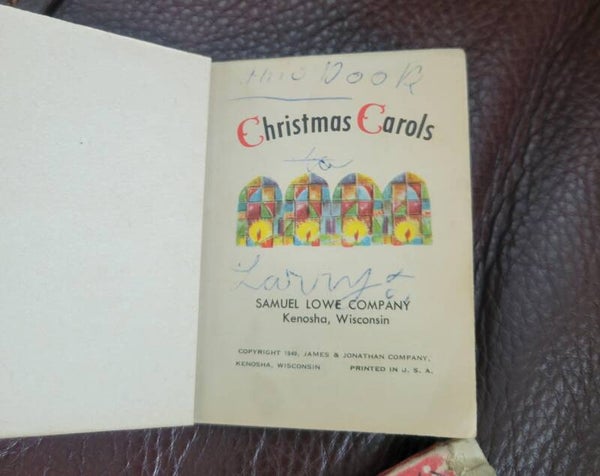 this Book
Christmas Carols
to
Larry
SAMUEL LOWE COMPANY
Kenosha, Wisconsin
COPYRIGHT 1949, JAMES & JONATHAN COMPANY,
KENOSHA, WISCONSIN PRINTED IN U. S. A.